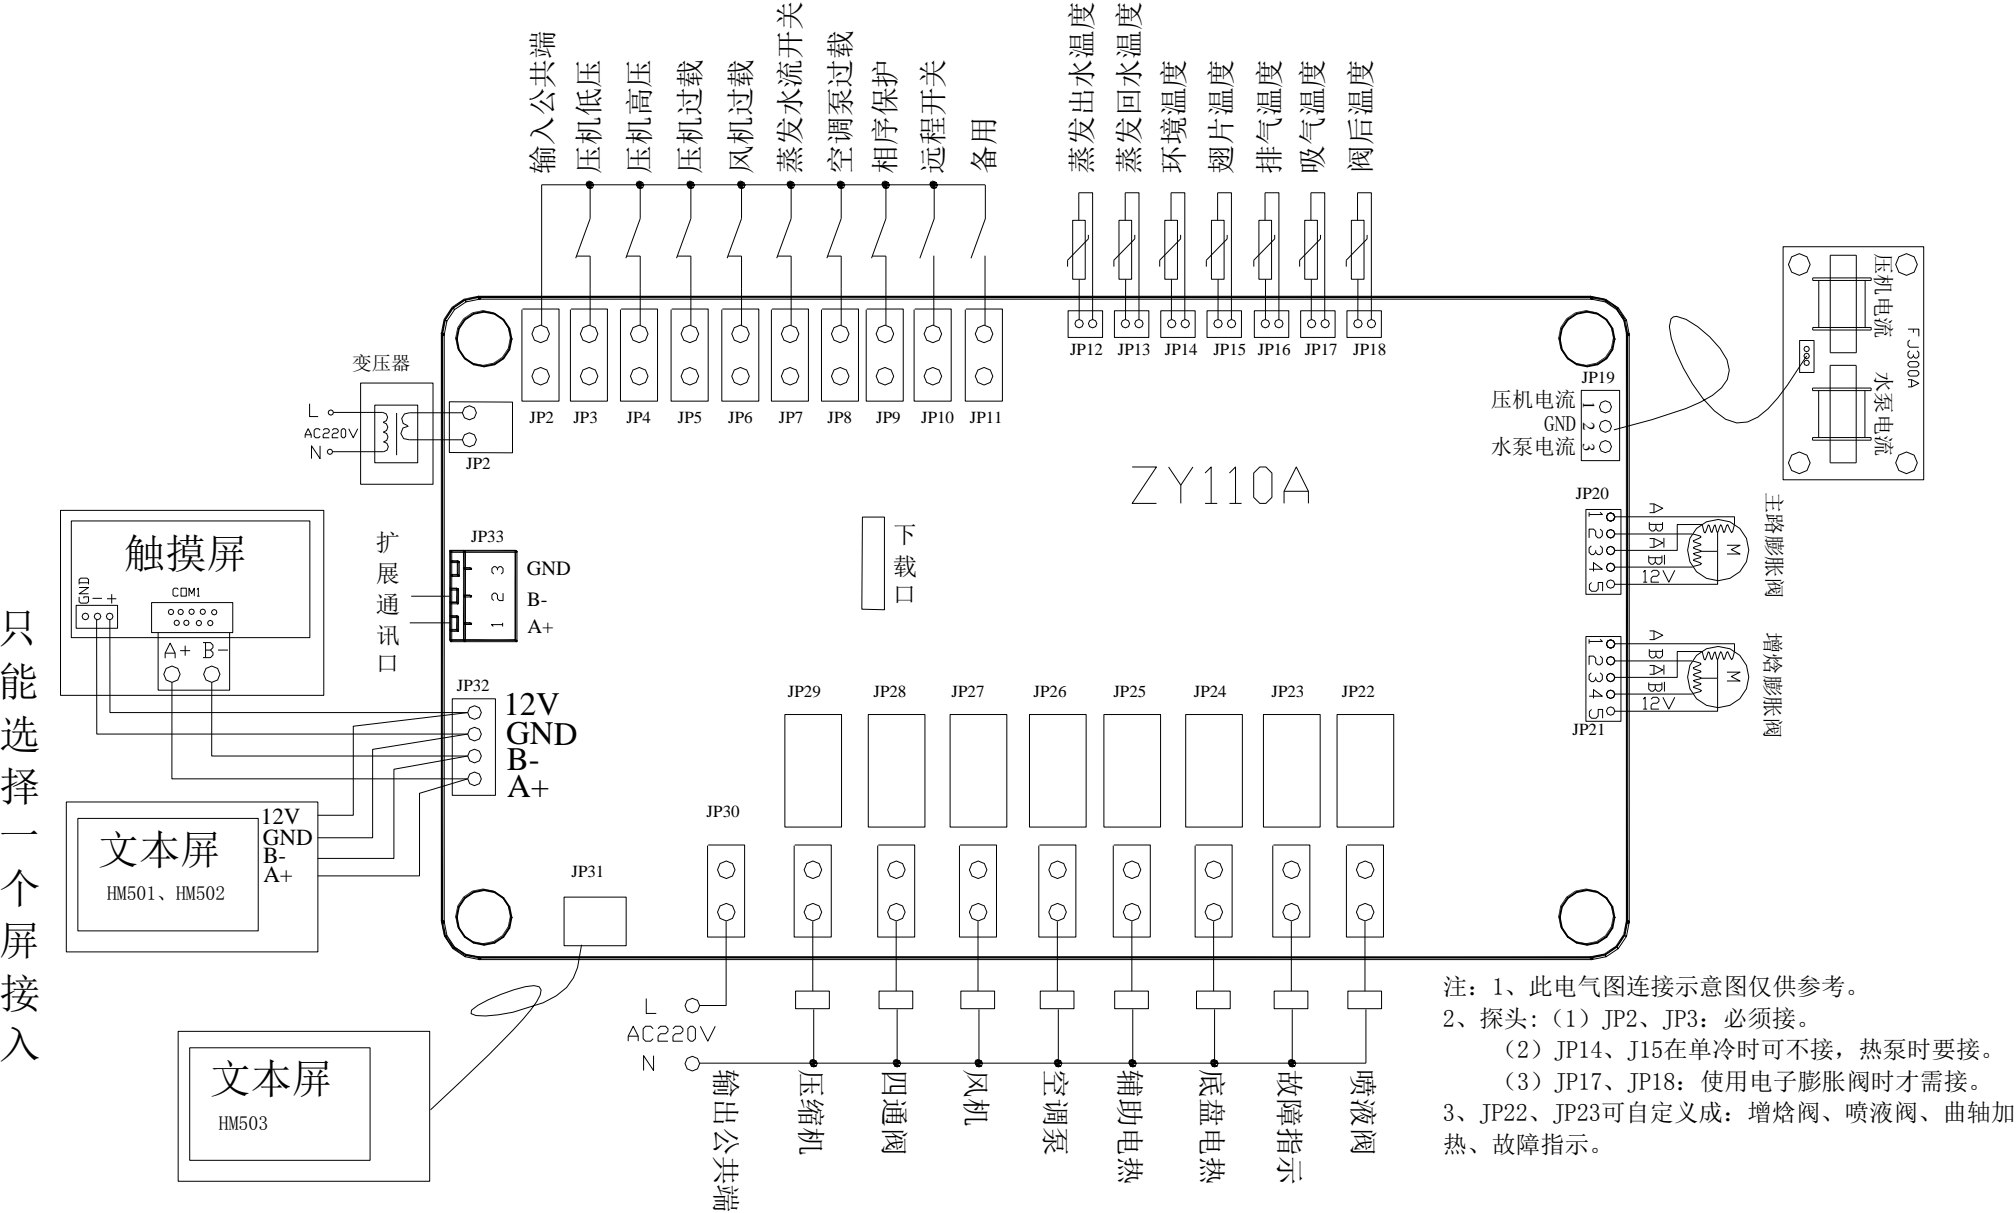 输入公共端
压机低压
压机高压
压机过载
风机过载
蒸发水流开关
空调泵过载
相序保护
远程开关
备用
蒸发出水温度
蒸发回水温度
环境温度
翅片温度
排气温度
吸气温度
阀后温度
JP2
JP3
JP4
JP5
JP6
JP7
JP8
JP9
JP10
JP11
JP12
JP13
JP14
JP15
JP16
JP17
JP18
变压器
L
AC220V
N
JP2
JP19
压机电流
GND
水泵电流
1
2
3
压机电流
水泵电流
FJ300A
ZY110A
下载口
JP20
1
2
3
4
5
A
B
A
B
12V
M
主路膨胀阀
1
2
3
4
5
JP21
A
B
A
B
12V
M
增焓膨胀阀
扩展通讯口
JP33
3
2
1
GND
B-
A+
触摸屏
GND
-
+
COM1
A+ B-
JP32
12V
GND
B-
A+
只能选择一个屏接入
文本屏
HM501、HM502
12V
GND
B-
A+
JP31
文本屏
HM503
JP30
JP29
JP28
JP27
JP26
JP25
JP24
JP23
JP22
L
AC220V
N
输出公共端
压缩机
四通阀
风机
空调泵
辅助电热
底盘电热
故障指示
喷液阀
注：1、此电气图连接示意图仅供参考。
2、探头:（1）JP2、JP3：必须接。
（2）JP14、J15在单冷时可不接，热泵时要接。
（3）JP17、JP18：使用电子膨胀阀时才需接。
3、JP22、JP23可自定义成：增焓阀、喷液阀、曲轴加
热、故障指示。